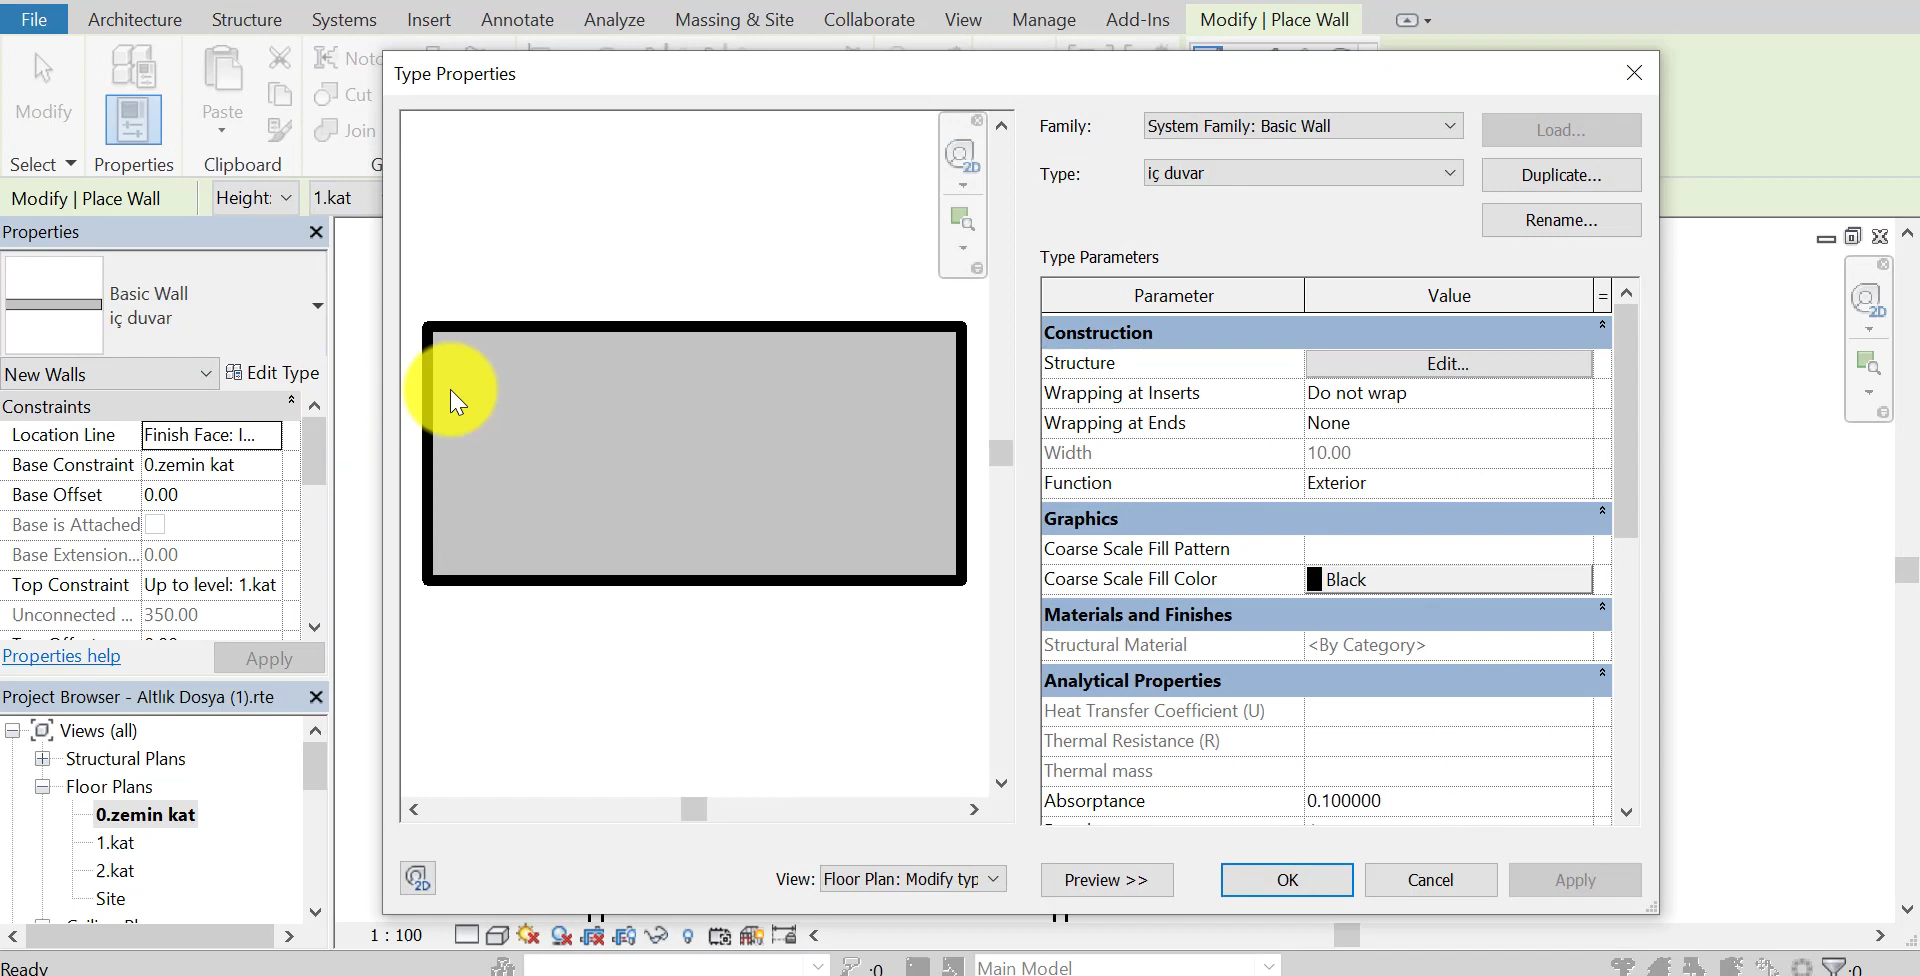 File Architecture Structure Systems Insert Annotate Analyze Massing & Site Collaborate View Manage Add-Ins Modify | Place Wall
Modify
Paste
Cut
Join
Select Properties Clipboard
Modify | Place Wall Height: 1.kat
Properties
Basic Wall
iç duvar
New Walls Edit Type
Constraints
Location Line Finish Face: I...
Base Constraint 0.zemin kat
Base Offset 0.00
Base is Attached
Base Extension... 0.00
Top Constraint Up to level: 1.kat
Unconnected ... 350.00
Properties help Apply
Project Browser - Altlık Dosya (1).rte
Views (all)
Structural Plans
Floor Plans
0.zemin kat
1.kat
2.kat
Site
Type Properties
2D
Family: System Family: Basic Wall Load...
Type: iç duvar Duplicate...
Rename...
Type Parameters
Parameter Value =
Construction
Structure Edit...
Wrapping at Inserts Do not wrap
Wrapping at Ends None
Width 10.00
Function Exterior
Graphics
Coarse Scale Fill Pattern
Coarse Scale Fill Color Black
Materials and Finishes
Structural Material <By Category>
Analytical Properties
Heat Transfer Coefficient (U)
Thermal Resistance (R)
Thermal mass
Absorptance 0.100000
2D
View: Floor Plan: Modify typ Preview >> OK Cancel Apply
2D
1 : 100
Ready :0 Main Model :0